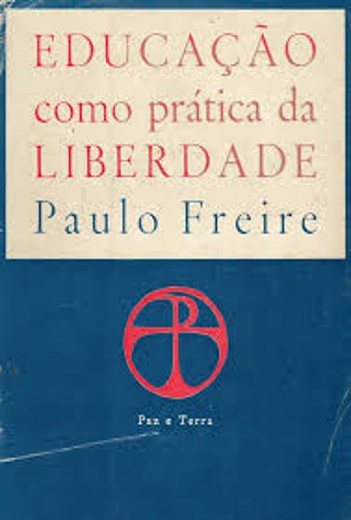 EDUCAÇÃO
como prática da
LIBERDADE
Paulo Freire
Paz e Terra